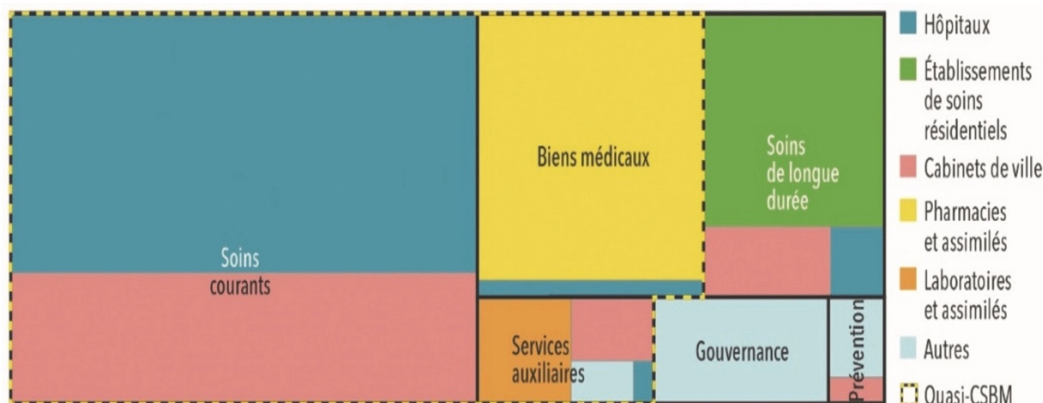 Soins
courants
Biens médicaux
Soins
de longue
durée
Services
auxiliaires
Gouvernance
Prévention
Hôpitaux
Établissements
de soins
résidentiels
Cabinets de ville
Pharmacies
et assimilés
Laboratoires
et assimilés
Autres
Quasi-CSBM